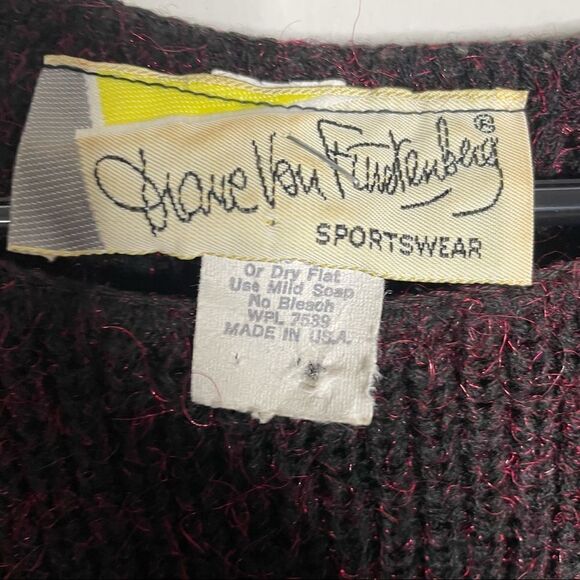 Diane Von Furstenberg®
SPORTSWEAR
Or Dry Flat
Use Mild Soap
No Bleach
WPL 7539
MADE IN U.S.A.